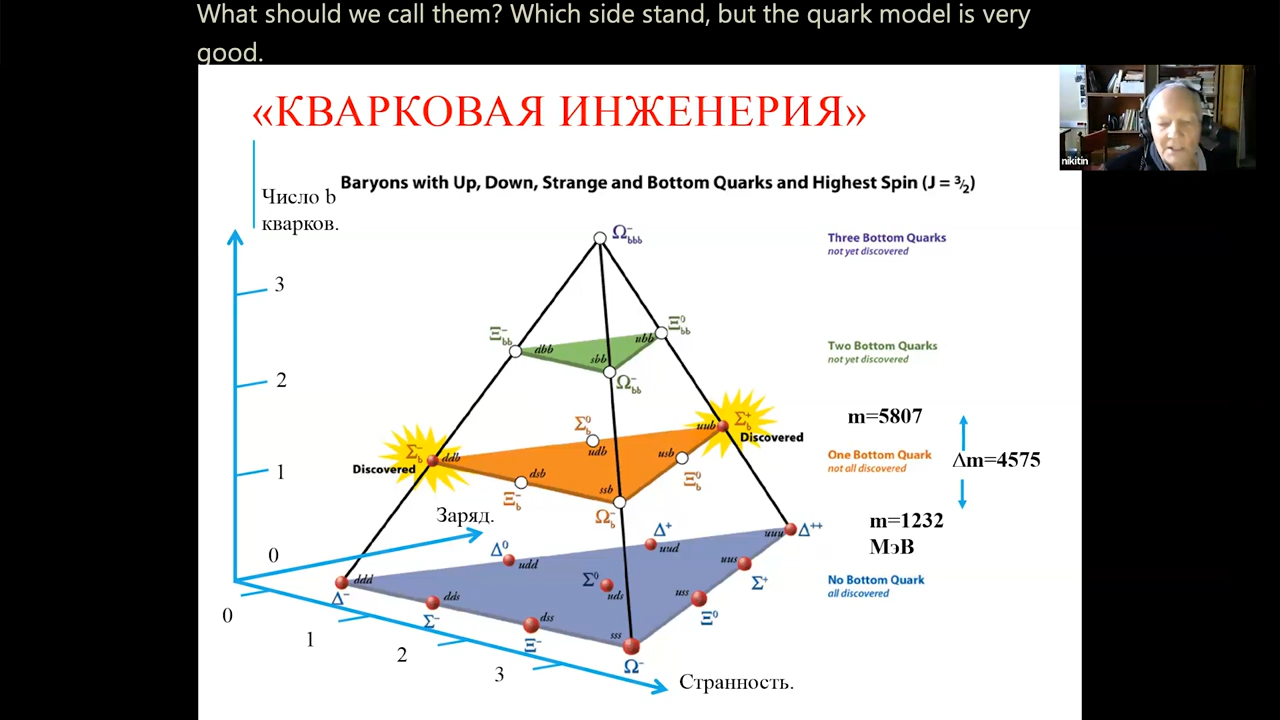 What should we call them? Which side stand, but the quark model is very
good.
«КВАРКОВАЯ ИНЖЕНЕРИЯ»
nikitin
Baryons with Up, Down, Strange and Bottom Quarks and Highest Spin (J = 3/2)
Число b
кварков.
Ω⁻bbb
Three Bottom Quarks
not yet discovered
3
Ξ⁻bb
dbb
Ξ⁰bb
ubb
sbb
Ω⁻bb
Two Bottom Quarks
not yet discovered
2
m=5807
Σ⁻b
ddb
Discovered
Σ⁰b
udb
uub
Σ⁺b
Discovered
One Bottom Quark
not all discovered
Δm=4575
1
dsb
Ξ⁻b
usb
Ξ⁰b
ssb
Ω⁻b
Заряд.
m=1232
МэВ
0
Δ⁰
udd
Δ⁺
uud
uuu
Δ⁺⁺
No Bottom Quark
all discovered
ddd
Δ⁻
Σ⁰
uds
uus
Σ⁺
dds
Σ⁻
uss
Ξ⁰
0
dss
Ξ⁻
sss
Ω⁻
1
2
3
Странность.